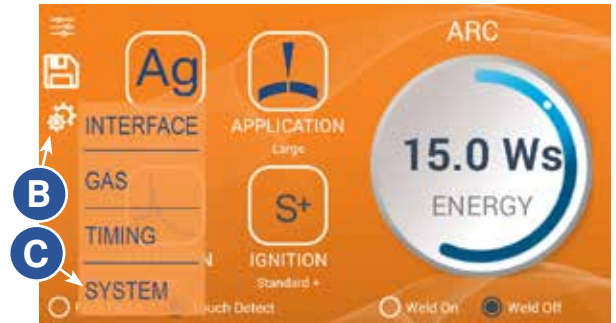 ARC
Ag
INTERFACE
APPLICATION
Large
15.0 Ws
B
GAS
ENERGY
S+
TIMING
C
N
IGNITION
Standard +
SYSTEM
ouch Detect
Weld On
Weld Off